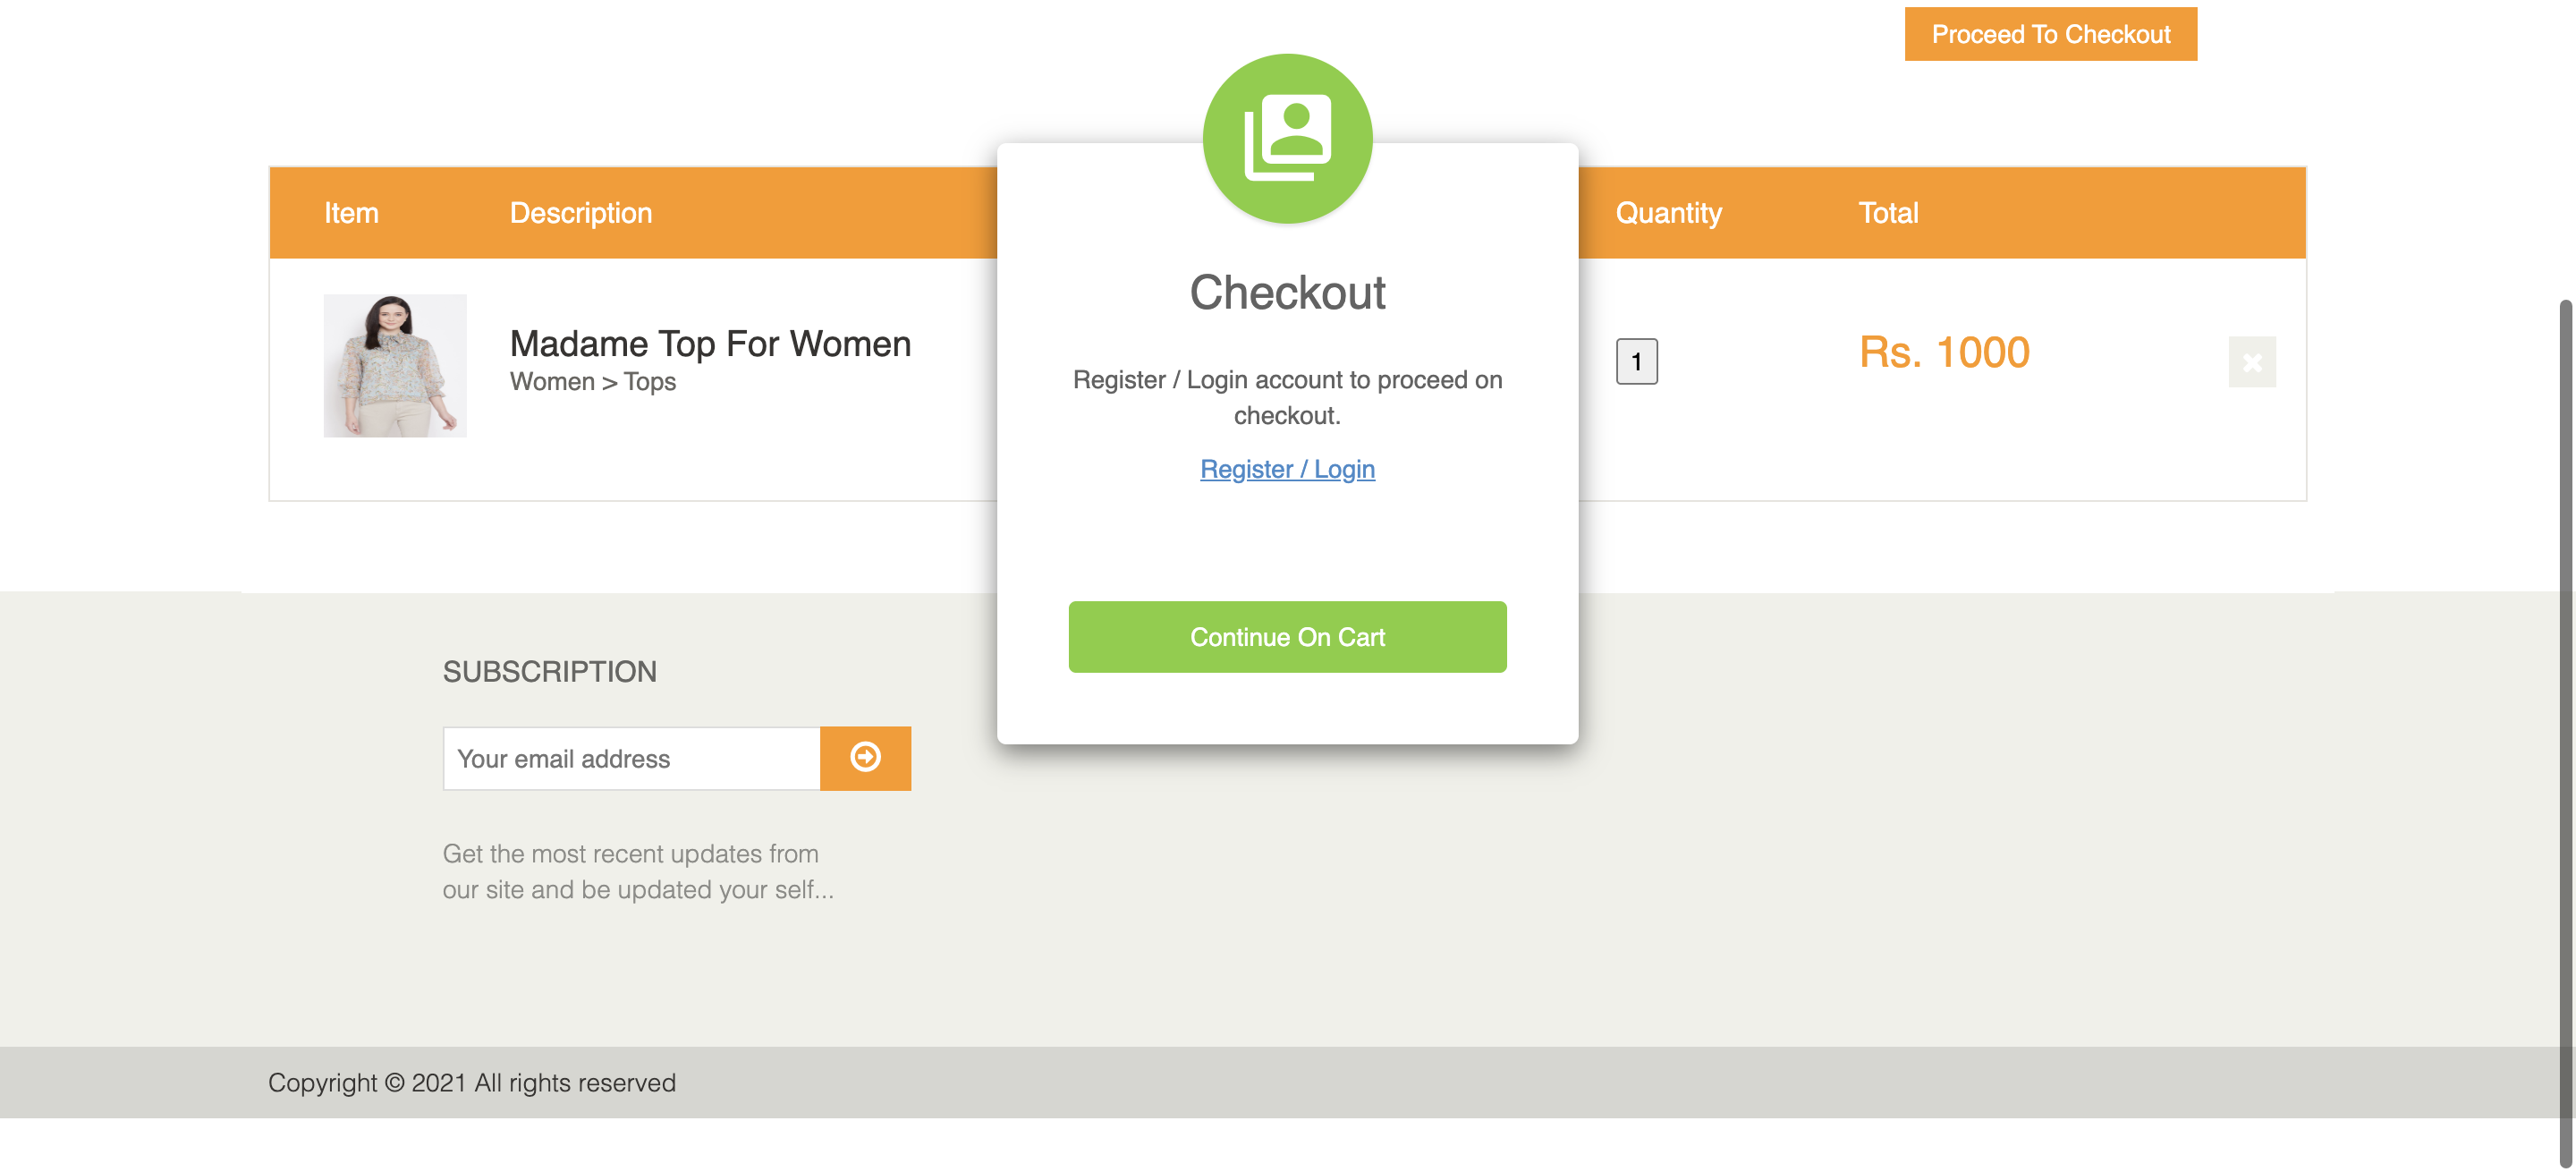 Proceed To Checkout
Item Description Quantity Total
Madame Top For Women
Women > Tops
1
Rs. 1000
Checkout
Register / Login account to proceed on
checkout.
Register / Login
Continue On Cart
SUBSCRIPTION
Your email address
Get the most recent updates from
our site and be updated your self...
Copyright © 2021 All rights reserved